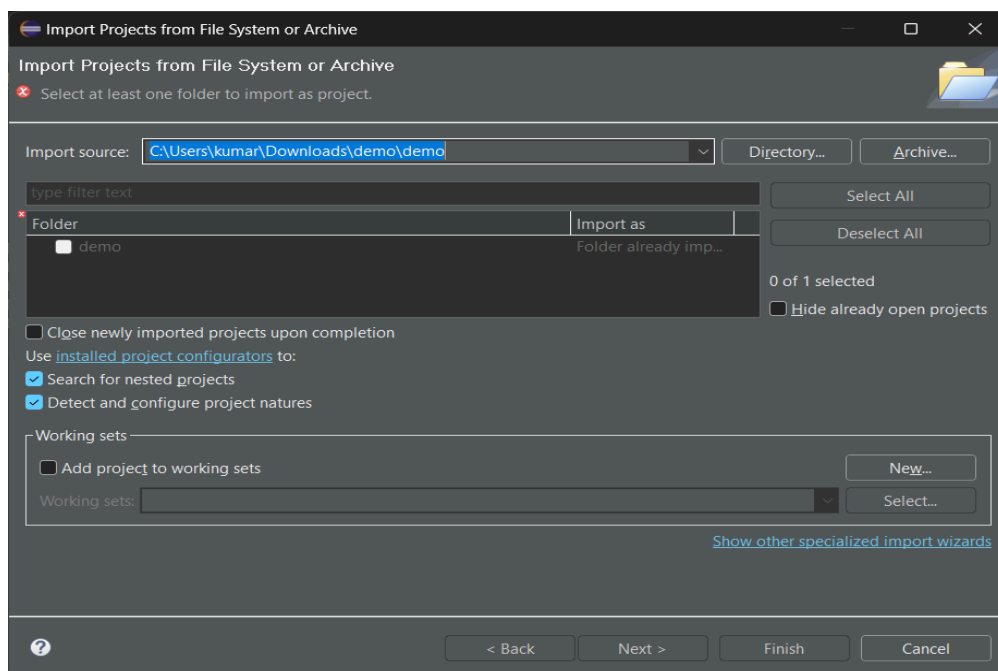 Import Projects from File System or Archive
Import Projects from File System or Archive
Select at least one folder to import as project.
Import source: C:\Users\kumar\Downloads\demo\demo Directory... Archive...
type filter text Select All
Folder Import as
Deselect All
demo Folder already imp...
0 of 1 selected
Hide already open projects
Close newly imported projects upon completion
Use installed project configurators to:
Search for nested projects
Detect and configure project natures
Working sets
Add project to working sets New...
Working sets: Select...
Show other specialized import wizards
? < Back Next > Finish Cancel